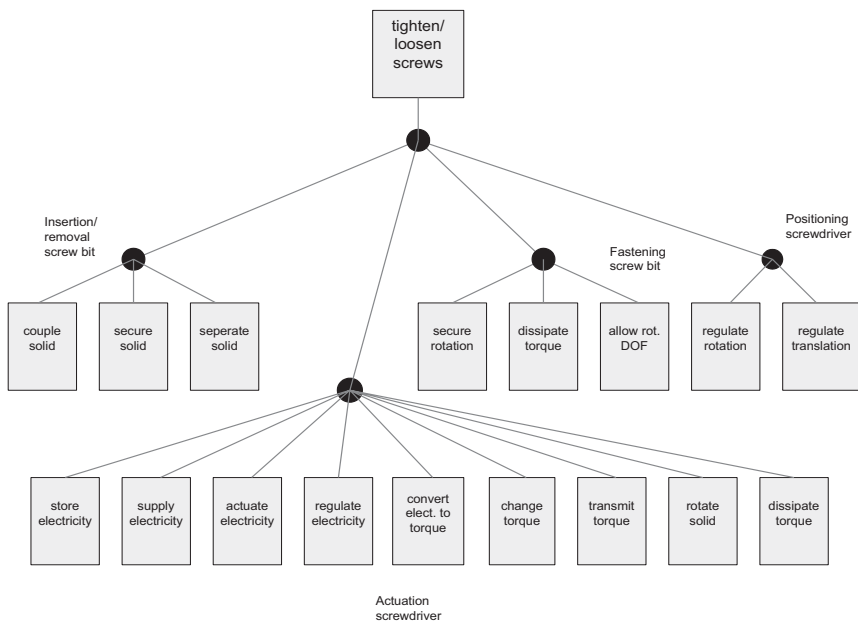 tighten/
loosen
screws
Insertion/
removal
screw bit
Fastening
screw bit
Positioning
screwdriver
couple
solid
secure
solid
seperate
solid
secure
rotation
dissipate
torque
allow rot.
DOF
regulate
rotation
regulate
translation
store
electricity
supply
electricity
actuate
electricity
regulate
electricity
convert
elect. to
torque
change
torque
transmit
torque
rotate
solid
dissipate
torque
Actuation
screwdriver